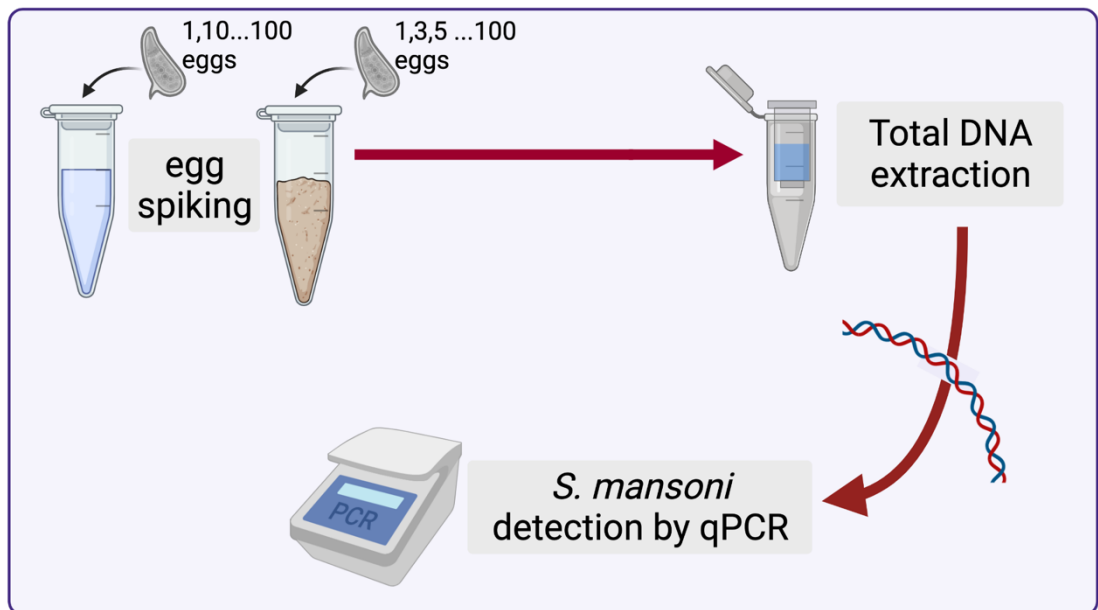 1,10...100
eggs
1,3,5 ...100
eggs
egg
spiking
Total DNA
extraction
PCR
S. mansoni
detection by qPCR